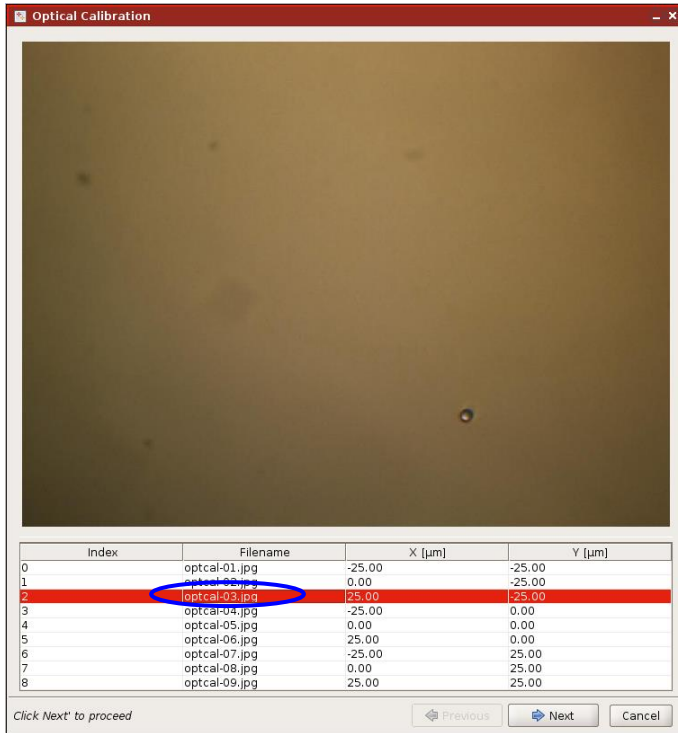 Optical Calibration
Index Filename X [µm] Y [µm]
0 optcal-01.jpg -25.00 -25.00
1 optcal-02.jpg 0.00 -25.00
2 optcal-03.jpg 25.00 -25.00
3 optcal-04.jpg -25.00 0.00
4 optcal-05.jpg 0.00 0.00
5 optcal-06.jpg 25.00 0.00
6 optcal-07.jpg -25.00 25.00
7 optcal-08.jpg 0.00 25.00
8 optcal-09.jpg 25.00 25.00
Click Next' to proceed Previous Next Cancel